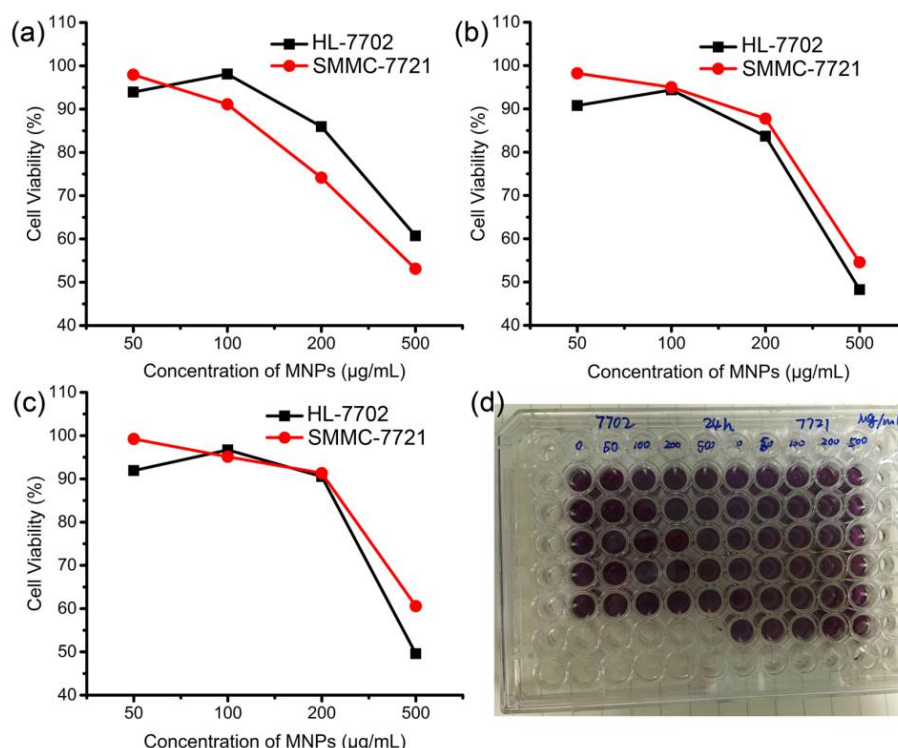 (a)
HL-7702
SMMC-7721
110
100
90
80
70
60
50
40
Cell Viability (%)
50 100 200 500
Concentration of MNPs (µg/mL)
(b)
HL-7702
SMMC-7721
110
100
90
80
70
60
50
40
Cell Viability (%)
50 100 200 500
Concentration of MNPs (µg/mL)
(c)
HL-7702
SMMC-7721
110
100
90
80
70
60
50
40
Cell Viability (%)
50 100 200 500
Concentration of MNPs (µg/mL)
(d)
7702 24h 7721 µg/ml
0 50 100 200 500 0 50 100 200 500